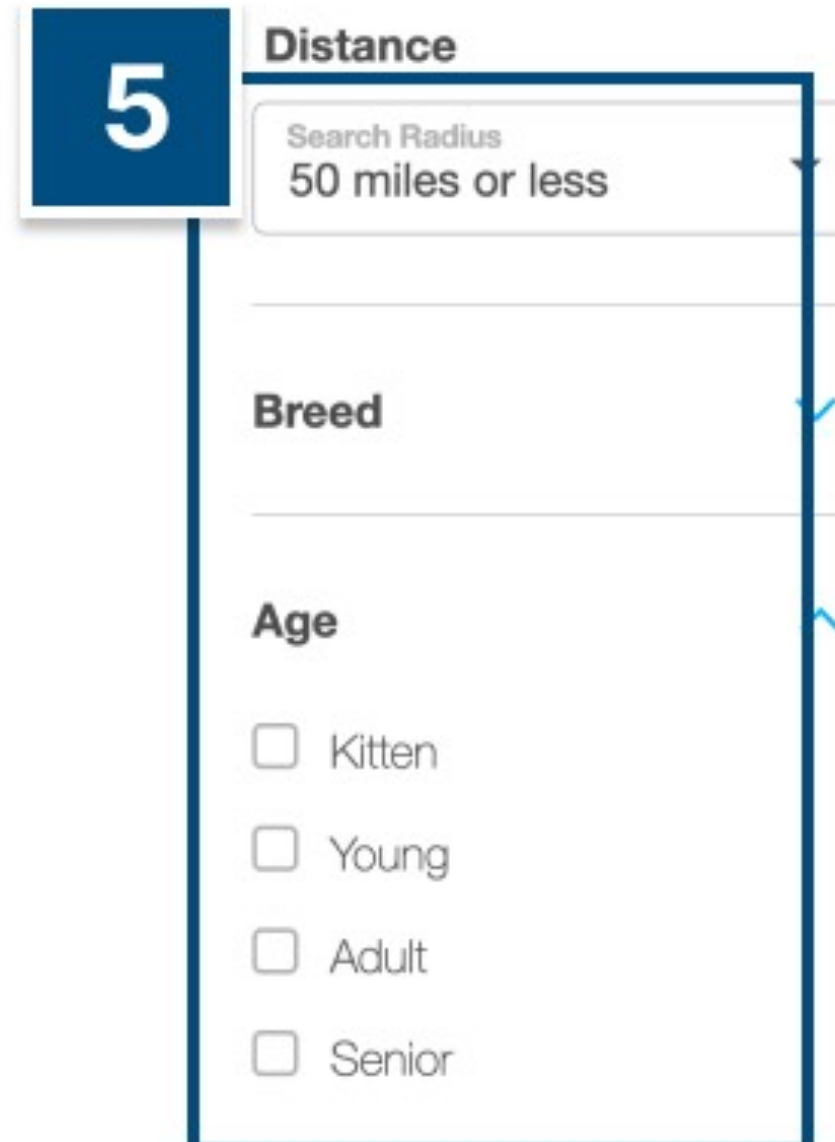 5
Distance
Search Radius
50 miles or less
Breed
Age
Kitten
Young
Adult
Senior